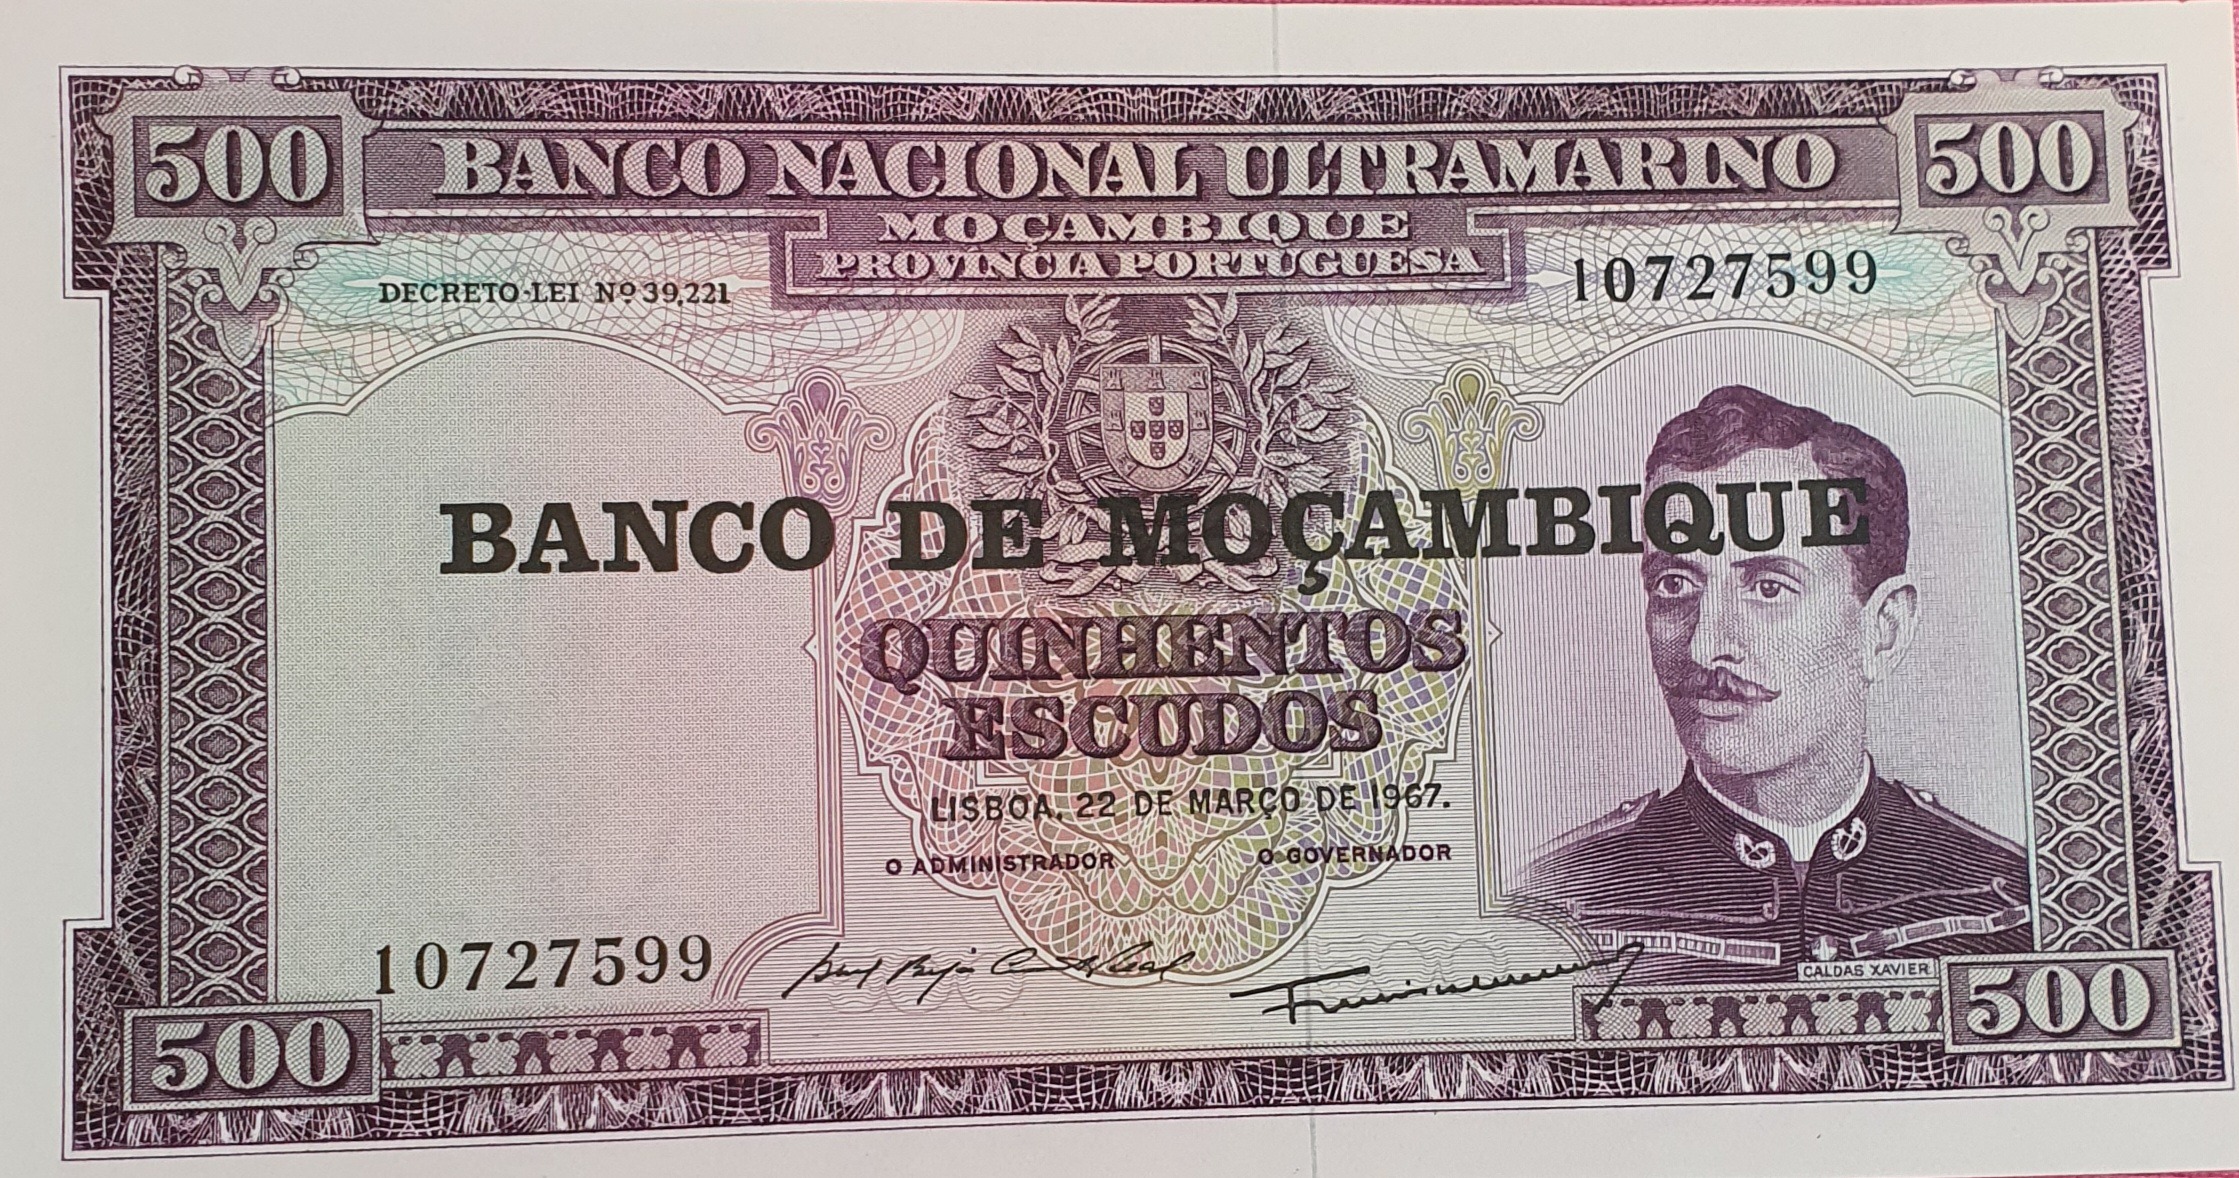 500 BANCO NACIONAL ULTRAMARINO 500
MOÇAMBIQUE
PROVINCIA PORTUGUESA
DECRETO-LEI Nº 39,221
10727599
BANCO DE MOÇAMBIQUE
QUINHENTOS
ESCUDOS
LISBOA, 22 DE MARÇO DE 1967.
O ADMINISTRADOR O GOVERNADOR
10727599
CALDAS XAVIER
500 500